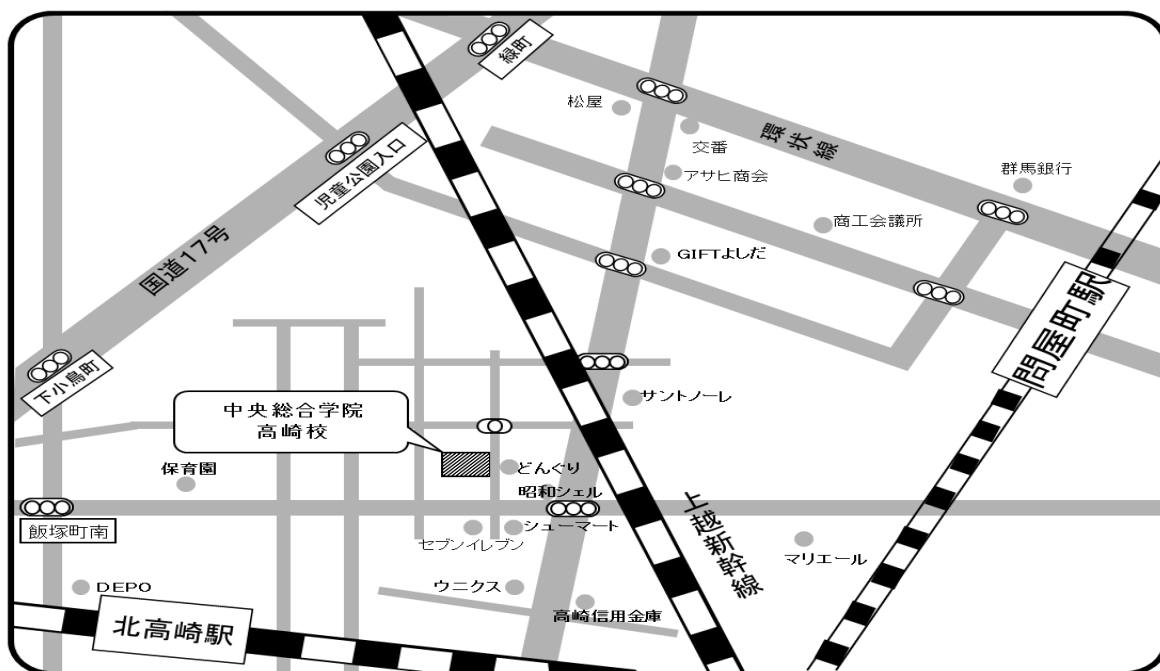 緑町
松屋
環状線
交番
児童公園入口
アサヒ商会
群馬銀行
商工会議所
国道17号
GIFTよしだ
問屋町駅
下小鳥町
サントノーレ
中央総合学院
高崎校
保育園
どんぐり
昭和シェル
飯塚町南
セブンイレブン
シューマート
上越新幹線
マリエール
DEPO
ウニクス
高崎信用金庫
北高崎駅